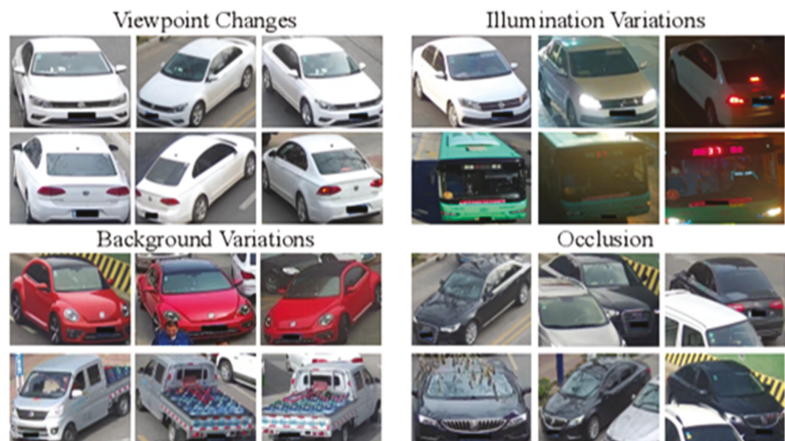 Viewpoint Changes
Illumination Variations
Background Variations
Occlusion